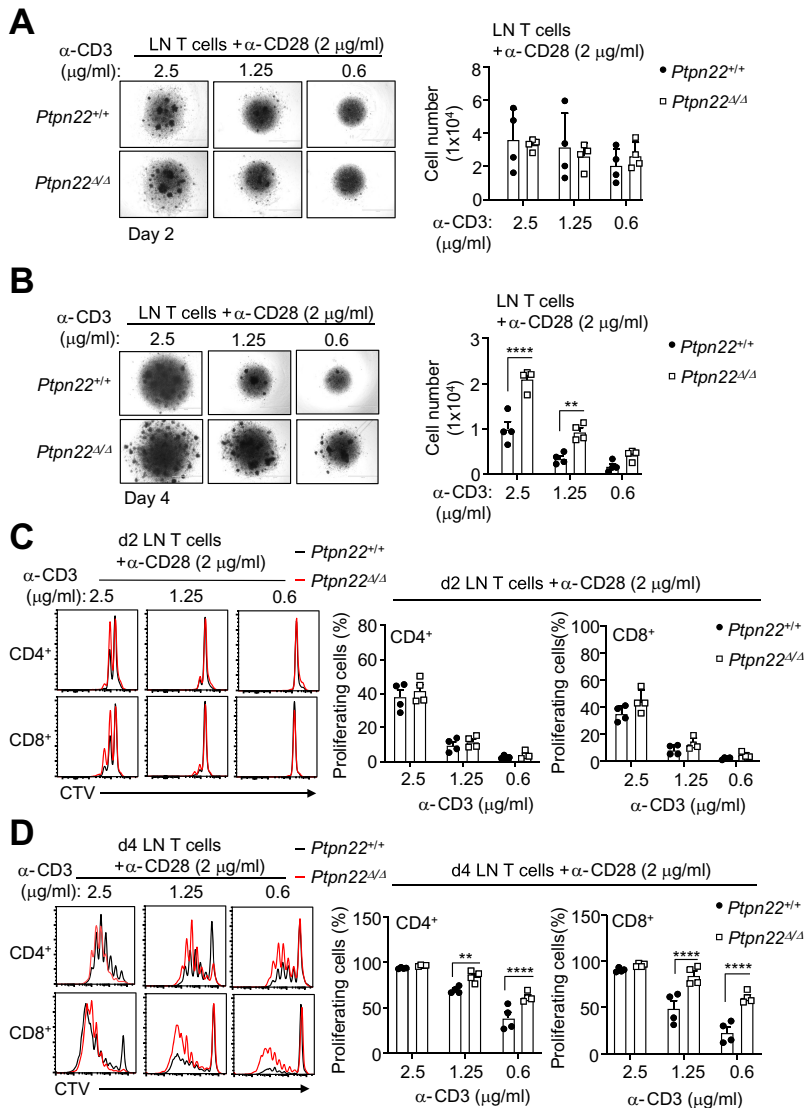 A
α-CD3
(μg/ml):
LN T cells +α-CD28 (2 μg/ml)
2.5 1.25 0.6
Ptpn22+/+
Ptpn22Δ/Δ
Day 2
LN T cells
+α-CD28 (2 μg/ml)
Cell number
(1x10⁴)
8
6
4
2
0
α-CD3:
(μg/ml)
2.5 1.25 0.6
Ptpn22+/+
Ptpn22Δ/Δ
B
α-CD3
(μg/ml):
LN T cells +α-CD28 (2 μg/ml)
2.5 1.25 0.6
Ptpn22+/+
Ptpn22Δ/Δ
Day 4
LN T cells
+α-CD28 (2 μg/ml)
Cell number
(1x10⁴)
3
2
1
0
****
**
α-CD3:
(μg/ml)
2.5 1.25 0.6
Ptpn22+/+
Ptpn22Δ/Δ
C
d2 LN T cells
+α-CD28 (2 μg/ml)
Ptpn22+/+
Ptpn22Δ/Δ
α-CD3
(μg/ml):
2.5 1.25 0.6
CD4+
CD8+
CTV
d2 LN T cells +α-CD28 (2 μg/ml)
Proliferating cells (%)
80
60
40
20
0
CD4+
2.5 1.25 0.6
α-CD3 (μg/ml)
Proliferating cells(%)
100
80
60
40
20
0
CD8+
2.5 1.25 0.6
α-CD3 (μg/ml)
Ptpn22+/+
Ptpn22Δ/Δ
D
d4 LN T cells
+α-CD28 (2 μg/ml)
Ptpn22+/+
Ptpn22Δ/Δ
α-CD3
(μg/ml):
2.5 1.25 0.6
CD4+
CD8+
CTV
d4 LN T cells +α-CD28 (2 μg/ml)
Proliferating cells (%)
150
100
50
0
CD4+
**
****
2.5 1.25 0.6
α-CD3 (μg/ml)
Proliferating cells(%)
150
100
50
0
CD8+
****
****
2.5 1.25 0.6
α-CD3 (μg/ml)
Ptpn22+/+
Ptpn22Δ/Δ